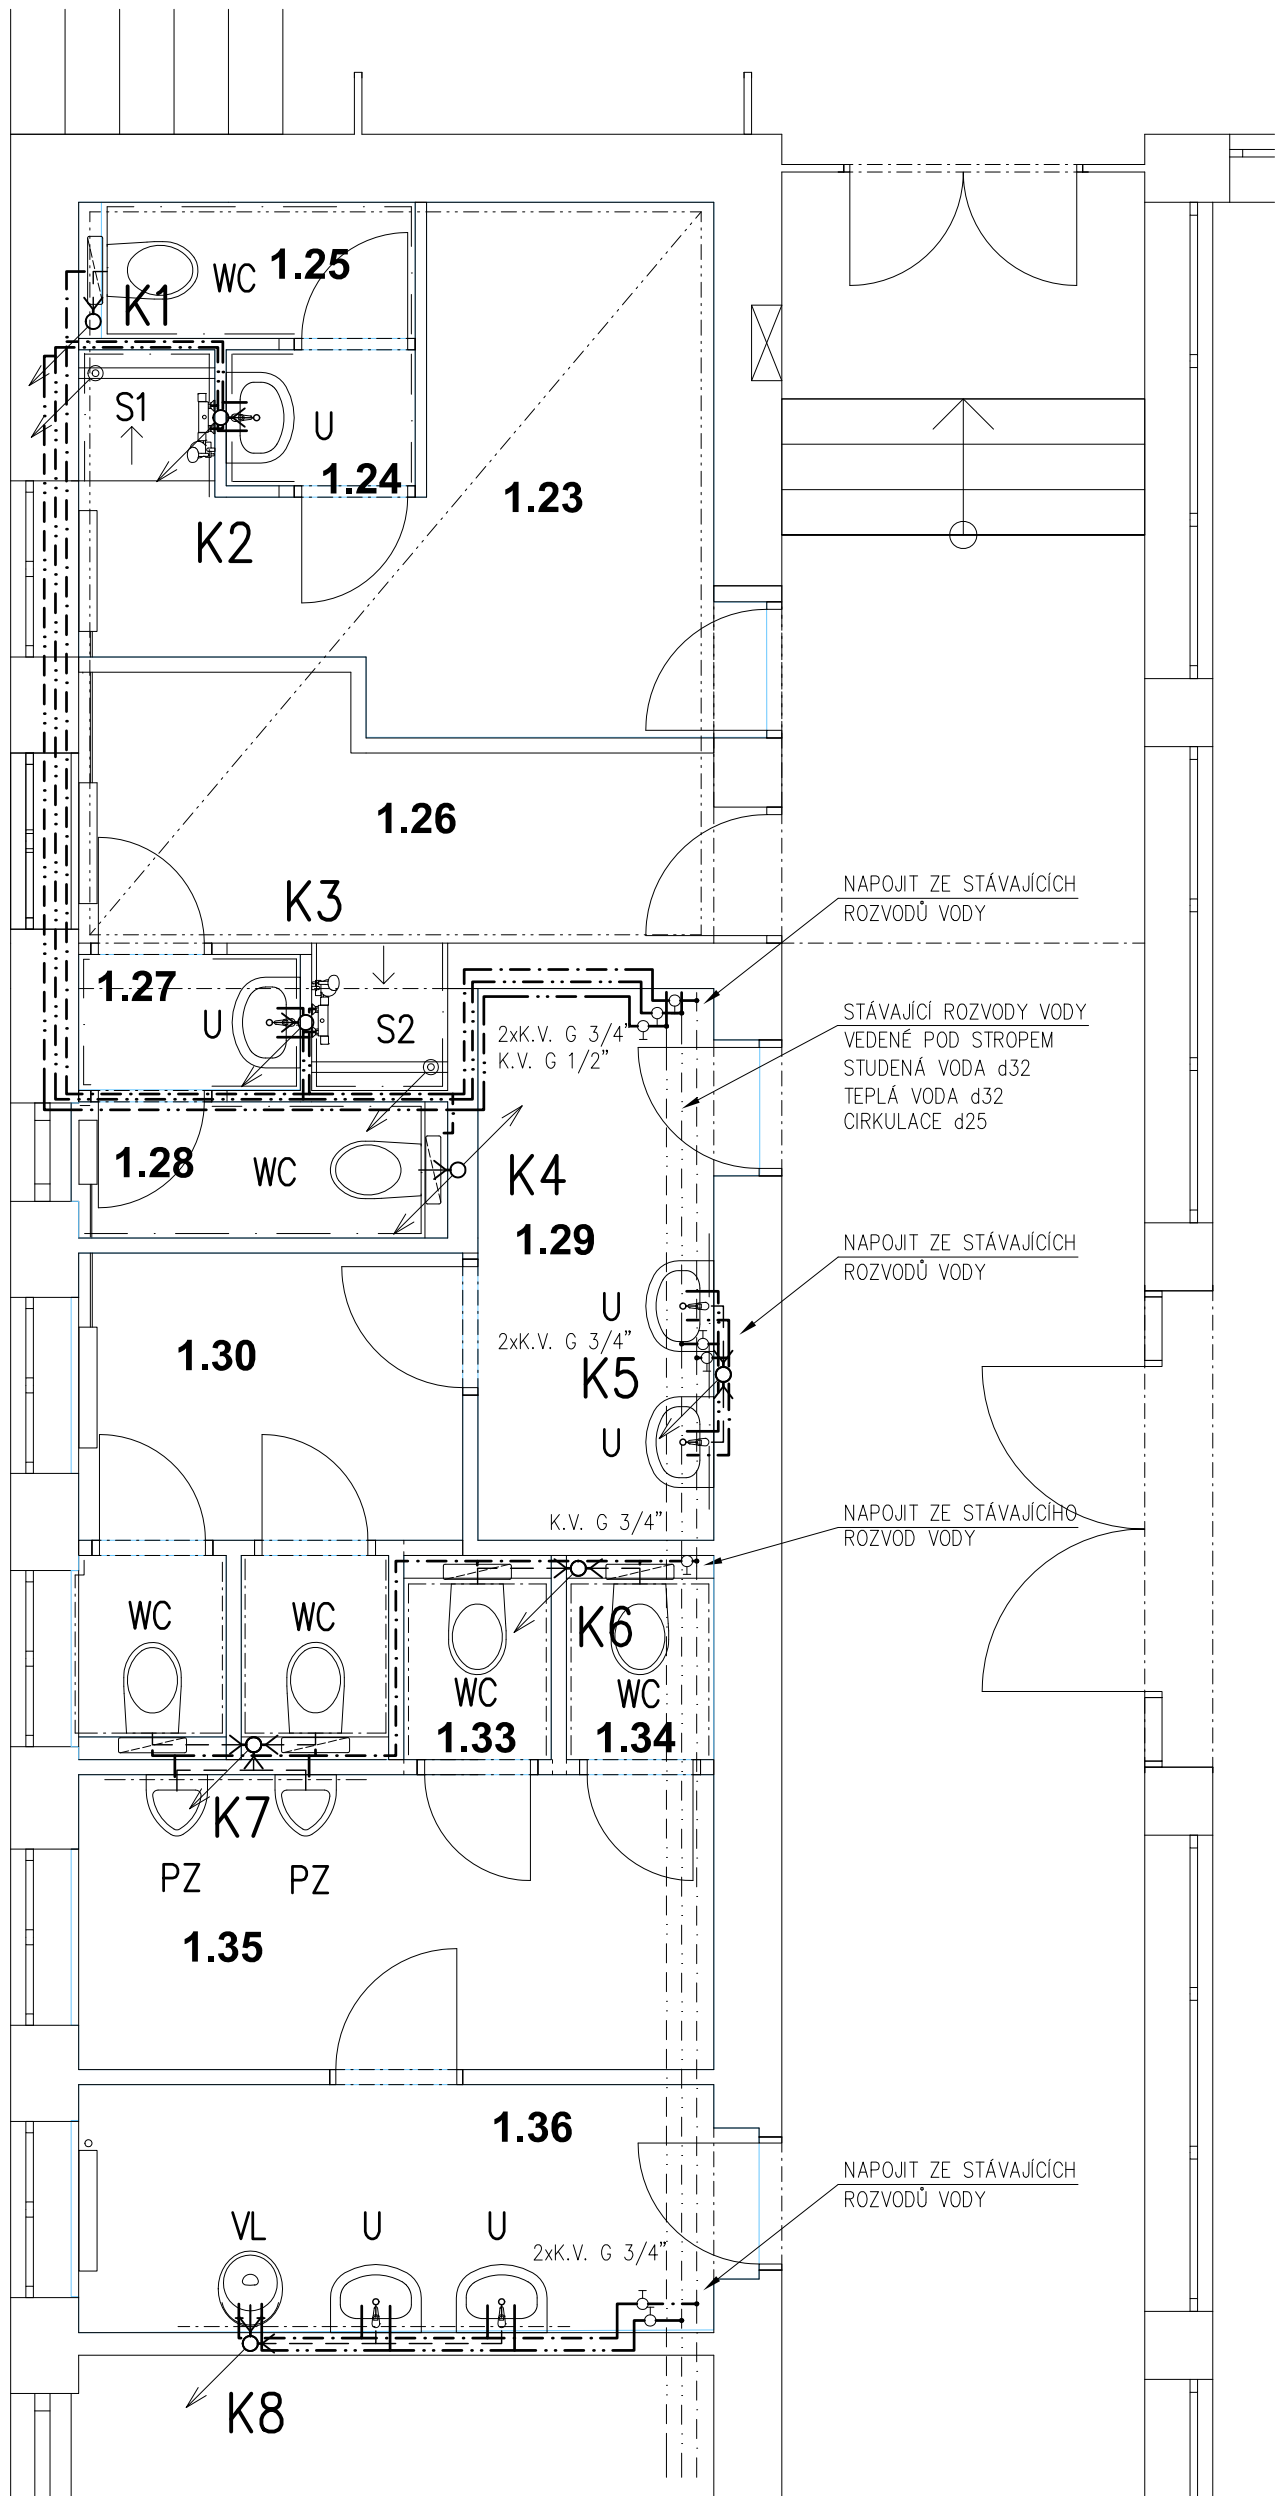 WC
1.25
K1
S1
U
1.24
1.23
K2
1.26
K3
NAPOJIT ZE STÁVAJÍCÍCH
ROZVODŮ VODY
1.27
U
S2
2xK.V. G 3/4"
K.V. G 1/2"
STÁVAJÍCÍ ROZVODY VODY
VEDENÉ POD STROPEM
STUDENÁ VODA d32
TEPLÁ VODA d32
CIRKULACE d25
1.28
WC
K4
1.29
NAPOJIT ZE STÁVAJÍCÍCH
ROZVODŮ VODY
U
2xK.V. G 3/4"
1.30
K5
U
K.V. G 3/4"
NAPOJIT ZE STÁVAJÍCÍHO
ROZVOD VODY
WC
WC
K6
WC
WC
1.33
1.34
K7
PZ
PZ
1.35
1.36
NAPOJIT ZE STÁVAJÍCÍCH
ROZVODŮ VODY
VL
U
U
2xK.V. G 3/4"
K8